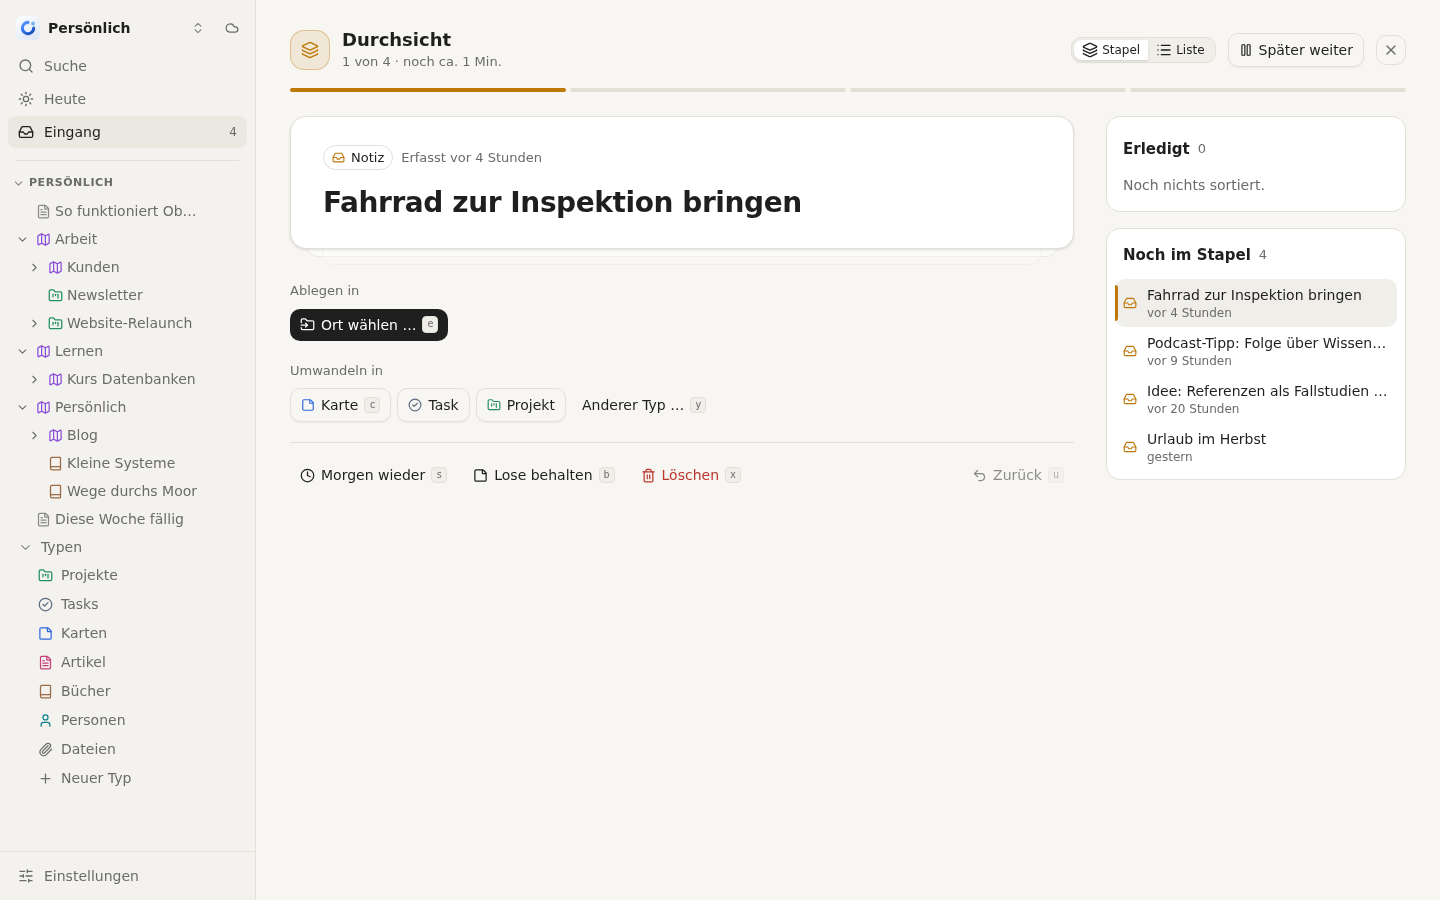 Persönlich
Suche
Heute
Eingang 4
PERSÖNLICH
So funktioniert Ob…
Arbeit
Kunden
Newsletter
Website-Relaunch
Lernen
Kurs Datenbanken
Persönlich
Blog
Kleine Systeme
Wege durchs Moor
Diese Woche fällig
Typen
Projekte
Tasks
Karten
Artikel
Bücher
Personen
Dateien
Neuer Typ
Einstellungen
Durchsicht
1 von 4 · noch ca. 1 Min.
Stapel Liste
Später weiter
Notiz Erfasst vor 4 Stunden
Fahrrad zur Inspektion bringen
Ablegen in
Ort wählen … e
Umwandeln in
Karte c Task Projekt Anderer Typ … y
Morgen wieder s Lose behalten b Löschen x Zurück u
Erledigt 0
Noch nichts sortiert.
Noch im Stapel 4
Fahrrad zur Inspektion bringen
vor 4 Stunden
Podcast-Tipp: Folge über Wissen…
vor 9 Stunden
Idee: Referenzen als Fallstudien …
vor 20 Stunden
Urlaub im Herbst
gestern